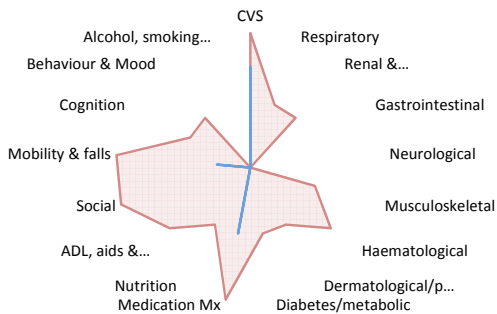 CVS
Alcohol, smoking…
Respiratory
Behaviour & Mood
Renal &…
Cognition
Gastrointestinal
Mobility & falls
Neurological
Social
Musculoskeletal
ADL, aids &…
Haematological
Nutrition
Dermatological/p…
Medication Mx
Diabetes/metabolic